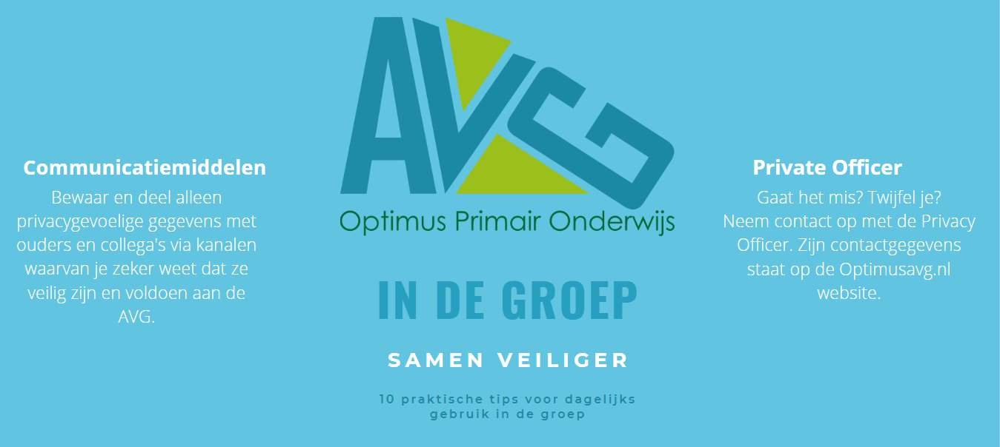 Communicatiemiddelen
Bewaar en deel alleen
privacygevoelige gegevens met
ouders en collega's via kanalen
waarvan je zeker weet dat ze
veilig zijn en voldoen aan de
AVG.
AVG
Optimus Primair Onderwijs
IN DE GROEP
SAMEN VEILIGER
10 praktische tips voor dagelijks
gebruik in de groep
Private Officer
Gaat het mis? Twijfel je?
Neem contact op met de Privacy
Officer. Zijn contactgegevens
staat op de Optimusavg.nl
website.